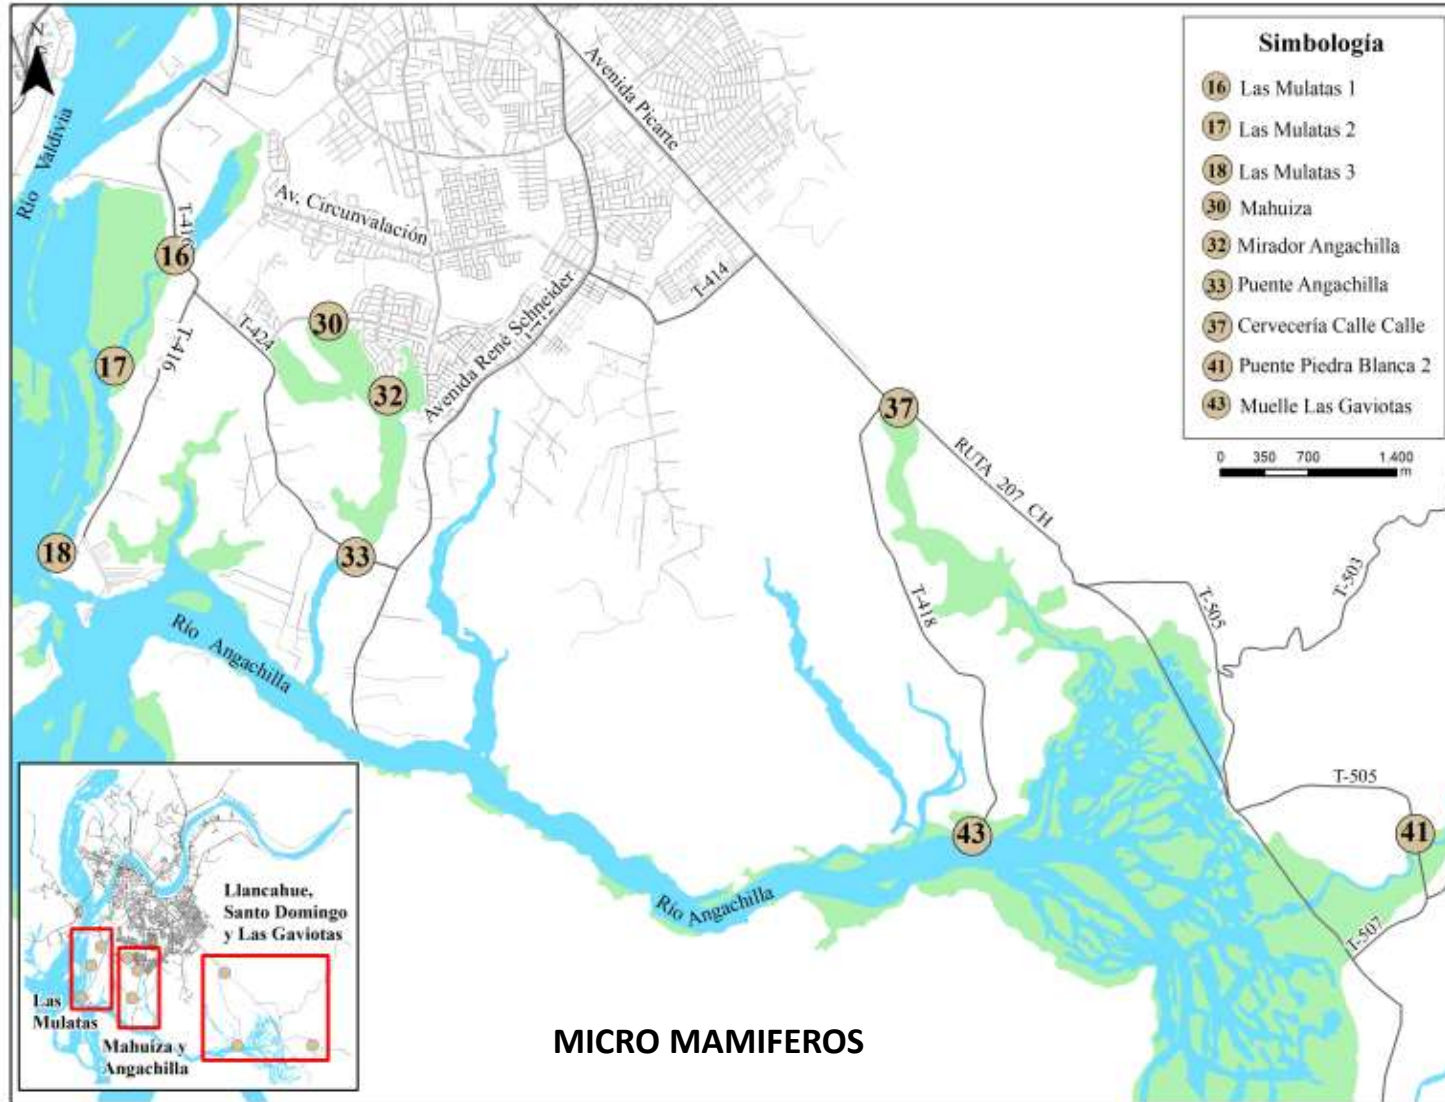 N
Simbología
16 Las Mulatas 1
17 Las Mulatas 2
18 Las Mulatas 3
30 Mahuiza
32 Mirador Angachilla
33 Puente Angachilla
37 Cervecería Calle Calle
41 Puente Piedra Blanca 2
43 Muelle Las Gaviotas
0 350 700 1.400
m
Río Valdivia
Avenida Picarte
Av. Circunvalación
T-416
16
T-414
Avenida René Schneider
30
T-424
T-416
17
32
37
RUTA 207 CH
18
33
T-503
T-505
T-418
Río Angachilla
T-505
43
41
Río Angachilla
T-507
Llancahue,
Santo Domingo
y Las Gaviotas
Las
Mulatas
Mahuiza y
Angachilla
MICRO MAMIFEROS